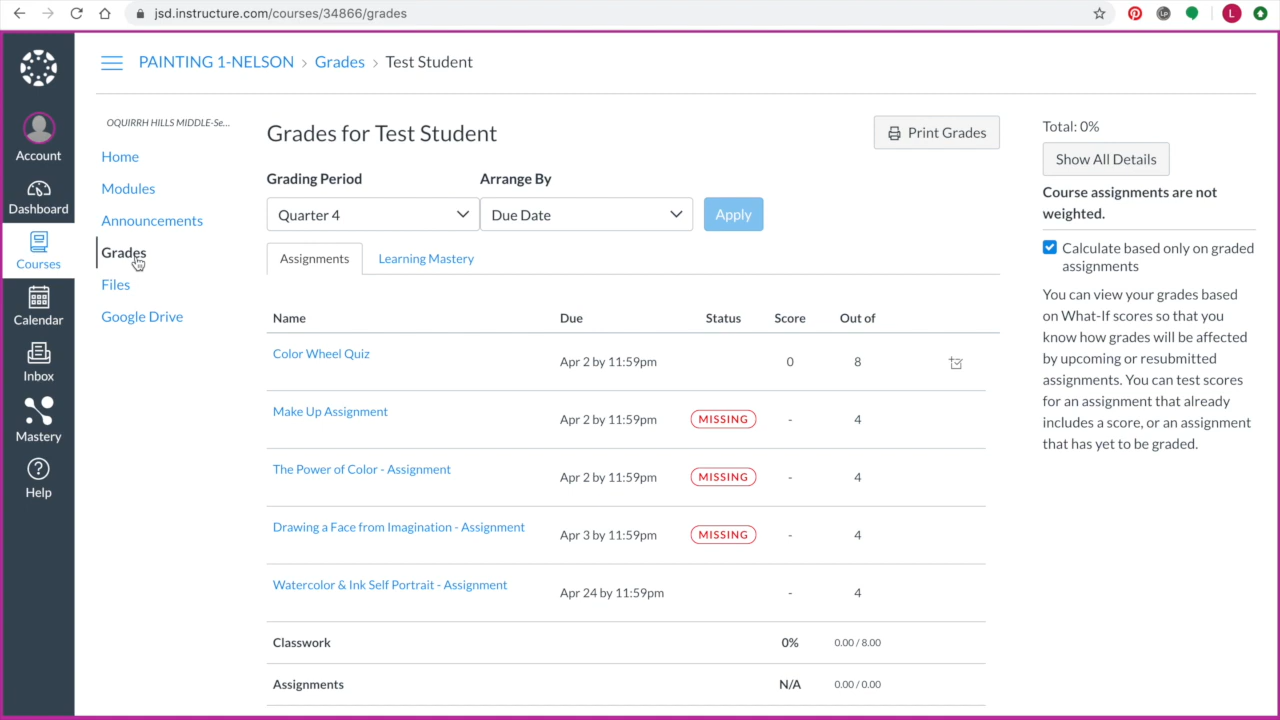 jsd.instructure.com/courses/34866/grades
LP
L
PAINTING 1-NELSON > Grades > Test Student
Account
Dashboard
Courses
Calendar
Inbox
Mastery
Help
OQUIRRH HILLS MIDDLE-Se...
Home
Modules
Announcements
Grades
Files
Google Drive
Grades for Test Student
Print Grades
Grading Period Arrange By
Quarter 4 Due Date Apply
Assignments Learning Mastery
Name Due Status Score Out of
Color Wheel Quiz Apr 2 by 11:59pm 0 8
Make Up Assignment Apr 2 by 11:59pm MISSING - 4
The Power of Color - Assignment Apr 2 by 11:59pm MISSING - 4
Drawing a Face from Imagination - Assignment Apr 3 by 11:59pm MISSING - 4
Watercolor & Ink Self Portrait - Assignment Apr 24 by 11:59pm - 4
Classwork 0% 0.00 / 8.00
Assignments N/A 0.00 / 0.00
Total: 0%
Show All Details
Course assignments are not
weighted.
Calculate based only on graded
assignments
You can view your grades based
on What-If scores so that you
know how grades will be affected
by upcoming or resubmitted
assignments. You can test scores
for an assignment that already
includes a score, or an assignment
that has yet to be graded.